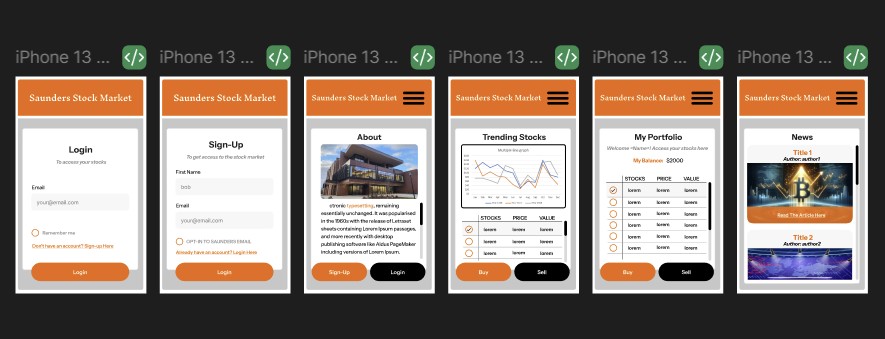 iPhone 13 ...
</>
Saunders Stock Market
Login
To access your stocks
Email
your@email.com
Remember me
Don't have an account? Sign-up Here
Login
iPhone 13 ...
</>
Saunders Stock Market
Sign-Up
To get access to the stock market
First Name
bob
Email
your@email.com
OPT-IN TO SAUNDERS EMAIL
Already have an account? Login Here
Login
iPhone 13 ...
</>
Saunders Stock Market
About
ctronic typesetting, remaining
essentially unchanged. It was popularised
in the 1960s with the release of Letraset
sheets containing Lorem Ipsum passages,
and more recently with desktop
publishing software like Aldus PageMaker
including versions of Lorem Ipsum.
Sign-Up
Login
iPhone 13 ...
</>
Saunders Stock Market
Trending Stocks
Multiple line graph
STOCKS PRICE VALUE
lorem lorem lorem
lorem lorem lorem
lorem lorem lorem
Buy
Sell
iPhone 13 ...
</>
Saunders Stock Market
My Portfolio
Welcome <Name>! Access your stocks here
My Balance : $2000
STOCKS PRICE VALUE
lorem lorem lorem
lorem lorem lorem
lorem lorem lorem
lorem lorem lorem
lorem lorem lorem
lorem lorem lorem
Buy
Sell
iPhone 13 ...
</>
Saunders Stock Market
News
Title 1
Author: author1
Read The Article Here
Title 2
Author: author2